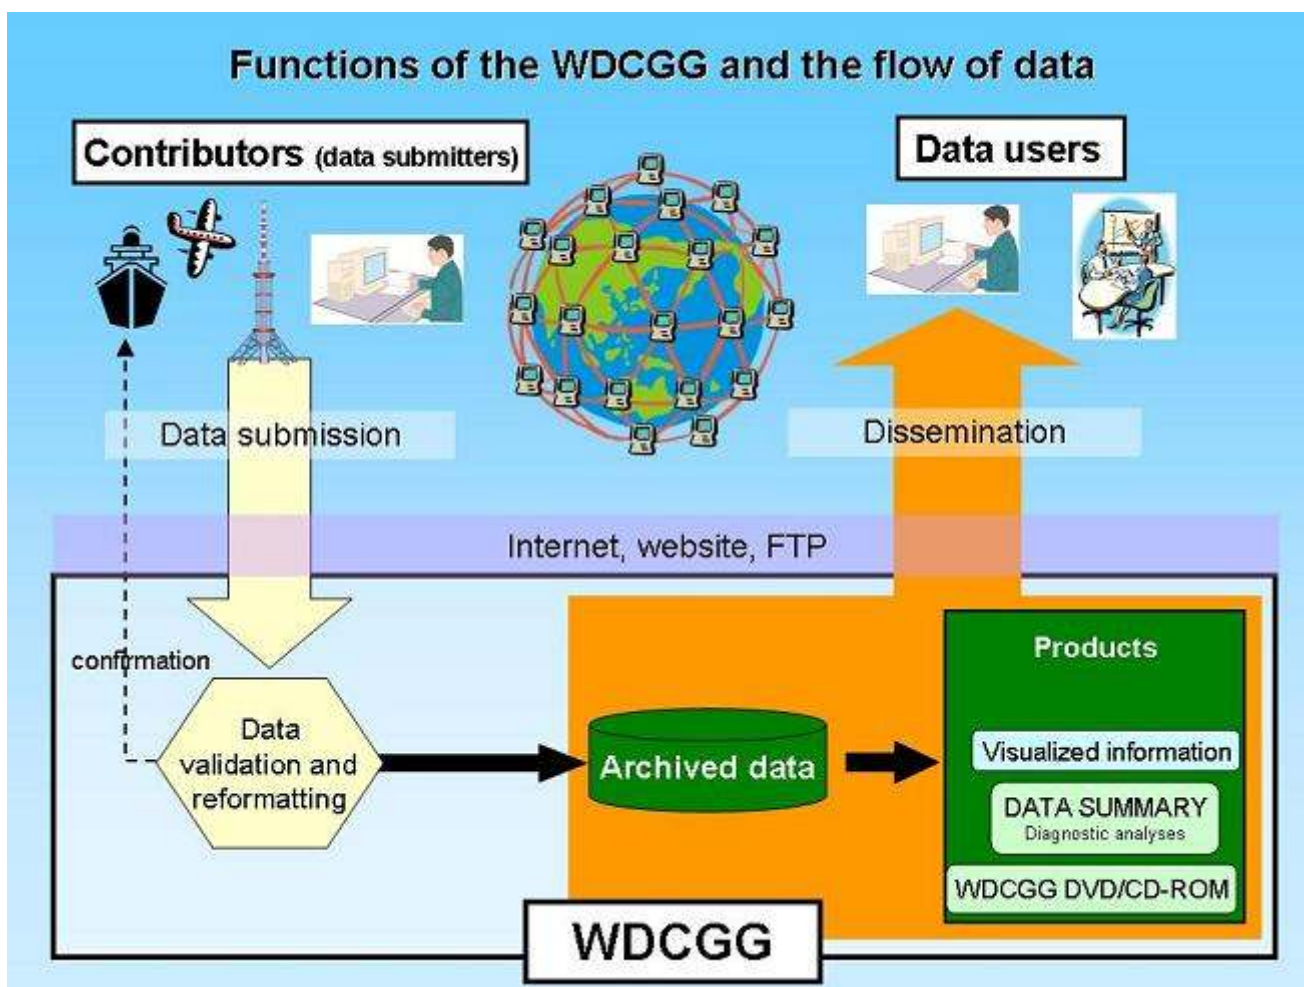 Functions of the WDCGG and the flow of data
Contributors (data submitters)
Data users
Data submission
Dissemination
Internet, website, FTP
confirmation
Data
validation and
reformatting
Archived data
Products
Visualized information
DATA SUMMARY
Diagnostic analyses
WDCGG DVD/CD-ROM
WDCGG